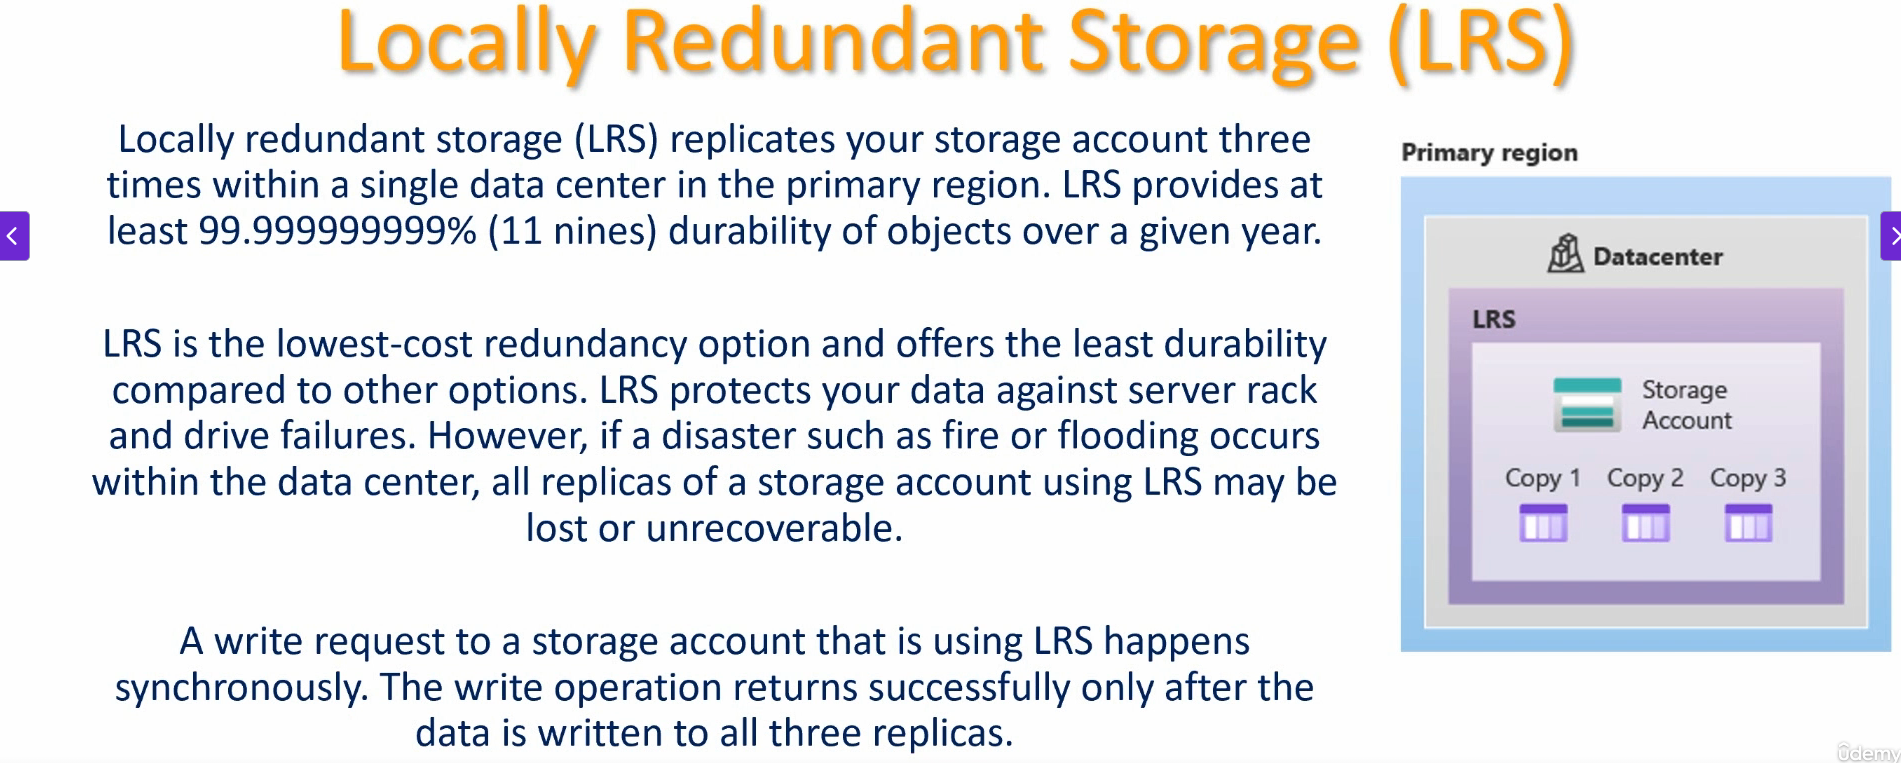 Locally Redundant Storage (LRS)
Locally redundant storage (LRS) replicates your storage account three
times within a single data center in the primary region. LRS provides at
least 99.999999999% (11 nines) durability of objects over a given year.
LRS is the lowest-cost redundancy option and offers the least durability
compared to other options. LRS protects your data against server rack
and drive failures. However, if a disaster such as fire or flooding occurs
within the data center, all replicas of a storage account using LRS may be
lost or unrecoverable.
A write request to a storage account that is using LRS happens
synchronously. The write operation returns successfully only after the
data is written to all three replicas.
Primary region
Datacenter
LRS
Storage
Account
Copy 1 Copy 2 Copy 3
ûdemy